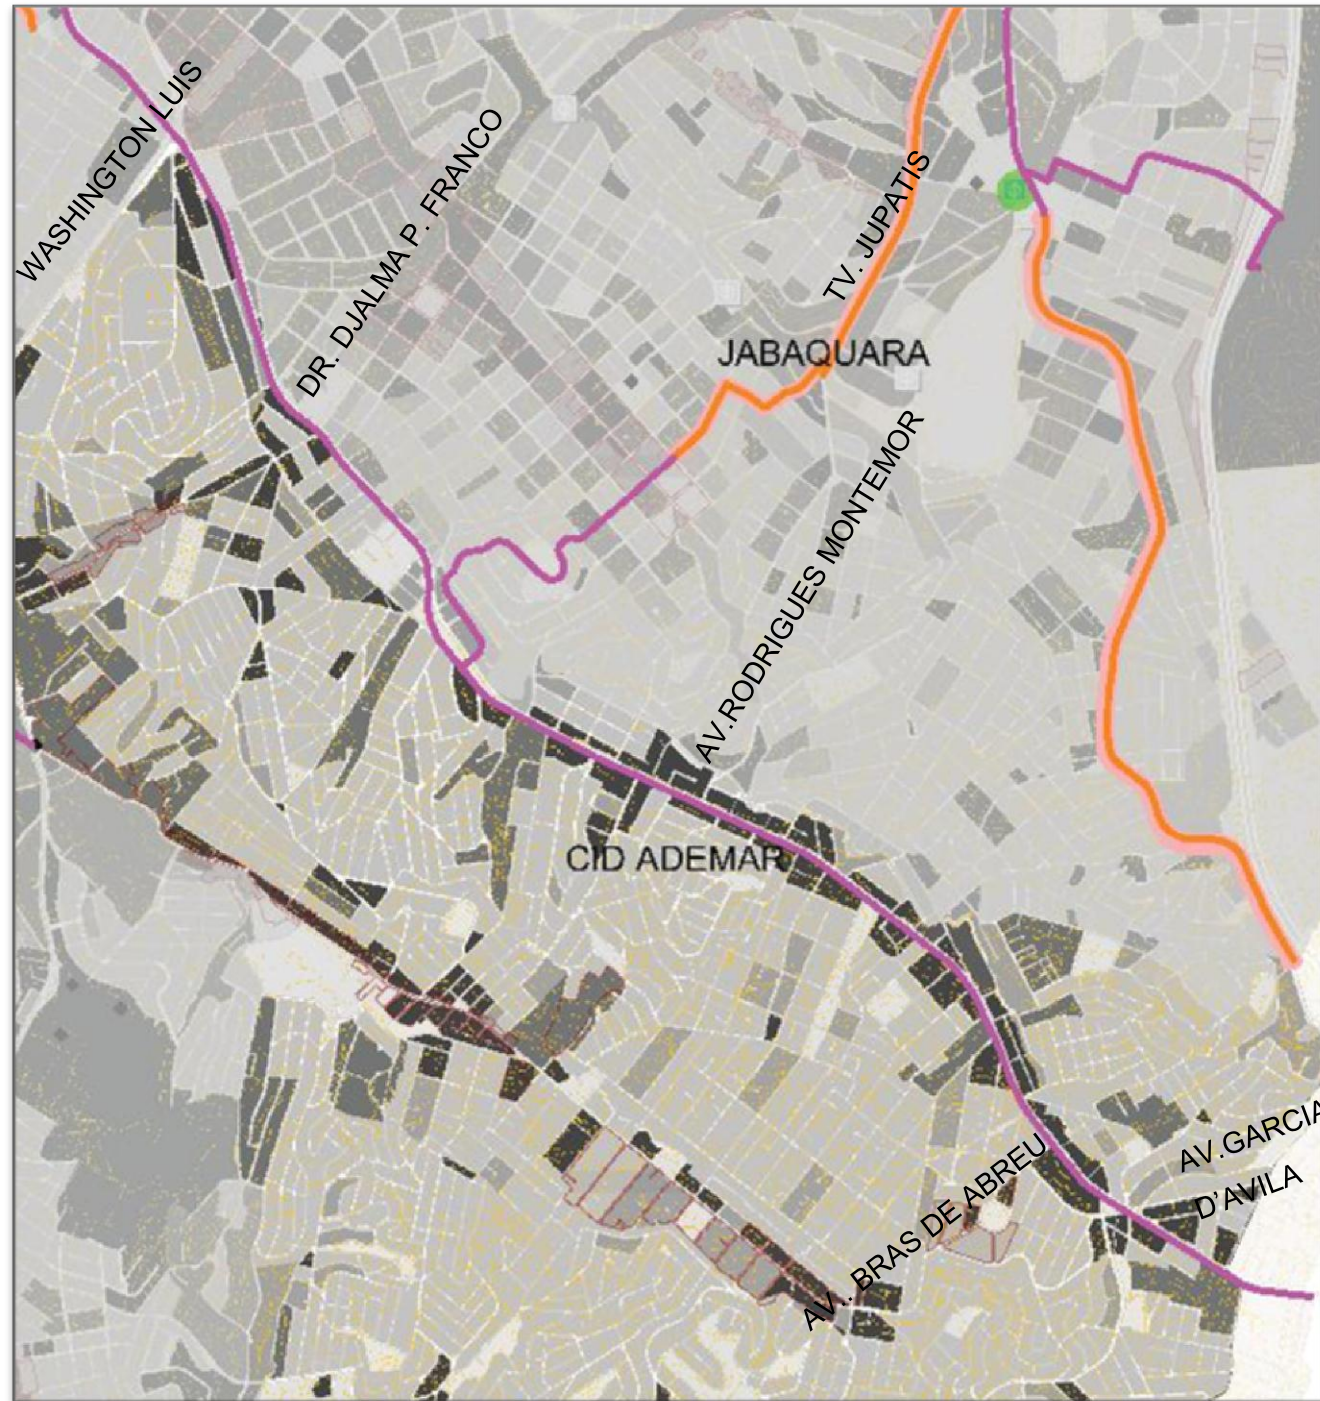 WASHINGTON LUIS
DR. DJALMA P. FRANCO
TV. JUPATIS
JABAQUARA
AV.RODRIGUES MONTEMOR
CID ADEMAR
AV.GARCIA
D'AVILA
AV. BRAS DE ABREU